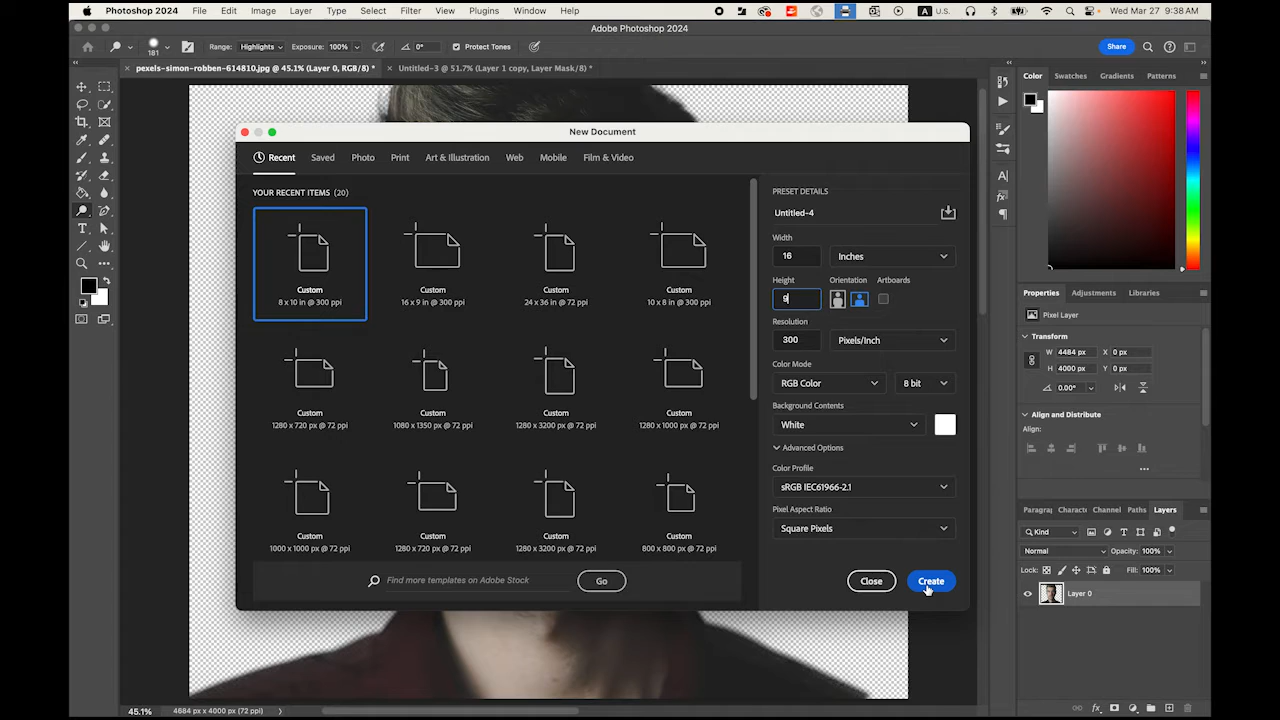 Photoshop 2024 File Edit Image Layer Type Select Filter View Plugins Window Help U.S. Wed Mar 27 9:38 AM
Adobe Photoshop 2024
181 Range: Highlights Exposure: 100% 0° Protect Tones Share
pexels-simon-robben-614810.jpg @ 45.1% (Layer 0, RGB/8) * Untitled-3 @ 51.7% (Layer 1 copy, Layer Mask/8) *
Color Swatches Gradients Patterns
New Document
Recent Saved Photo Print Art & Illustration Web Mobile Film & Video
YOUR RECENT ITEMS (20)
Custom
8 x 10 in @ 300 ppi
Custom
16 x 9 in @ 300 ppi
Custom
24 x 36 in @ 72 ppi
Custom
10 x 8 in @ 300 ppi
Custom
1280 x 720 px @ 72 ppi
Custom
1080 x 1350 px @ 72 ppi
Custom
1280 x 3200 px @ 72 ppi
Custom
1280 x 1000 px @ 72 ppi
Custom
1000 x 1000 px @ 72 ppi
Custom
1280 x 720 px @ 72 ppi
Custom
1280 x 3200 px @ 72 ppi
Custom
800 x 800 px @ 72 ppi
Find more templates on Adobe Stock Go
PRESET DETAILS
Untitled-4
Width
16 Inches
Height Orientation Artboards
9
Resolution
300 Pixels/Inch
Color Mode
RGB Color 8 bit
Background Contents
White
Advanced Options
Color Profile
sRGB IEC61966-2.1
Pixel Aspect Ratio
Square Pixels
Close Create
Properties Adjustments Libraries
Pixel Layer
Transform
W 4484 px X 0 px
H 4000 px Y 0 px
0.00°
Align and Distribute
Align:
Paragr Characte Channel Paths Layers
Kind
Normal Opacity: 100%
Lock: Fill: 100%
Layer 0
45.1% 4684 px x 4000 px (72 ppi)